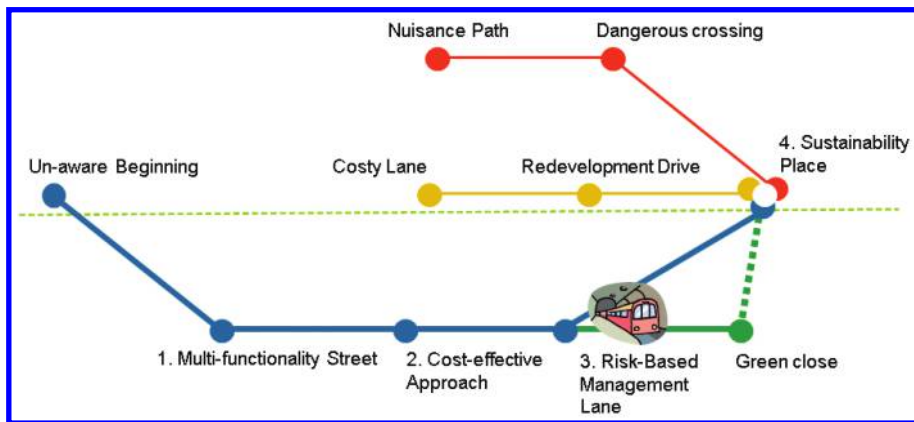 Nuisance Path
Dangerous crossing
Un-aware Beginning
Costy Lane
Redevelopment Drive
4. Sustainability
Place
1. Multi-functionality Street
2. Cost-effective
Approach
3. Risk-Based
Management
Lane
Green close